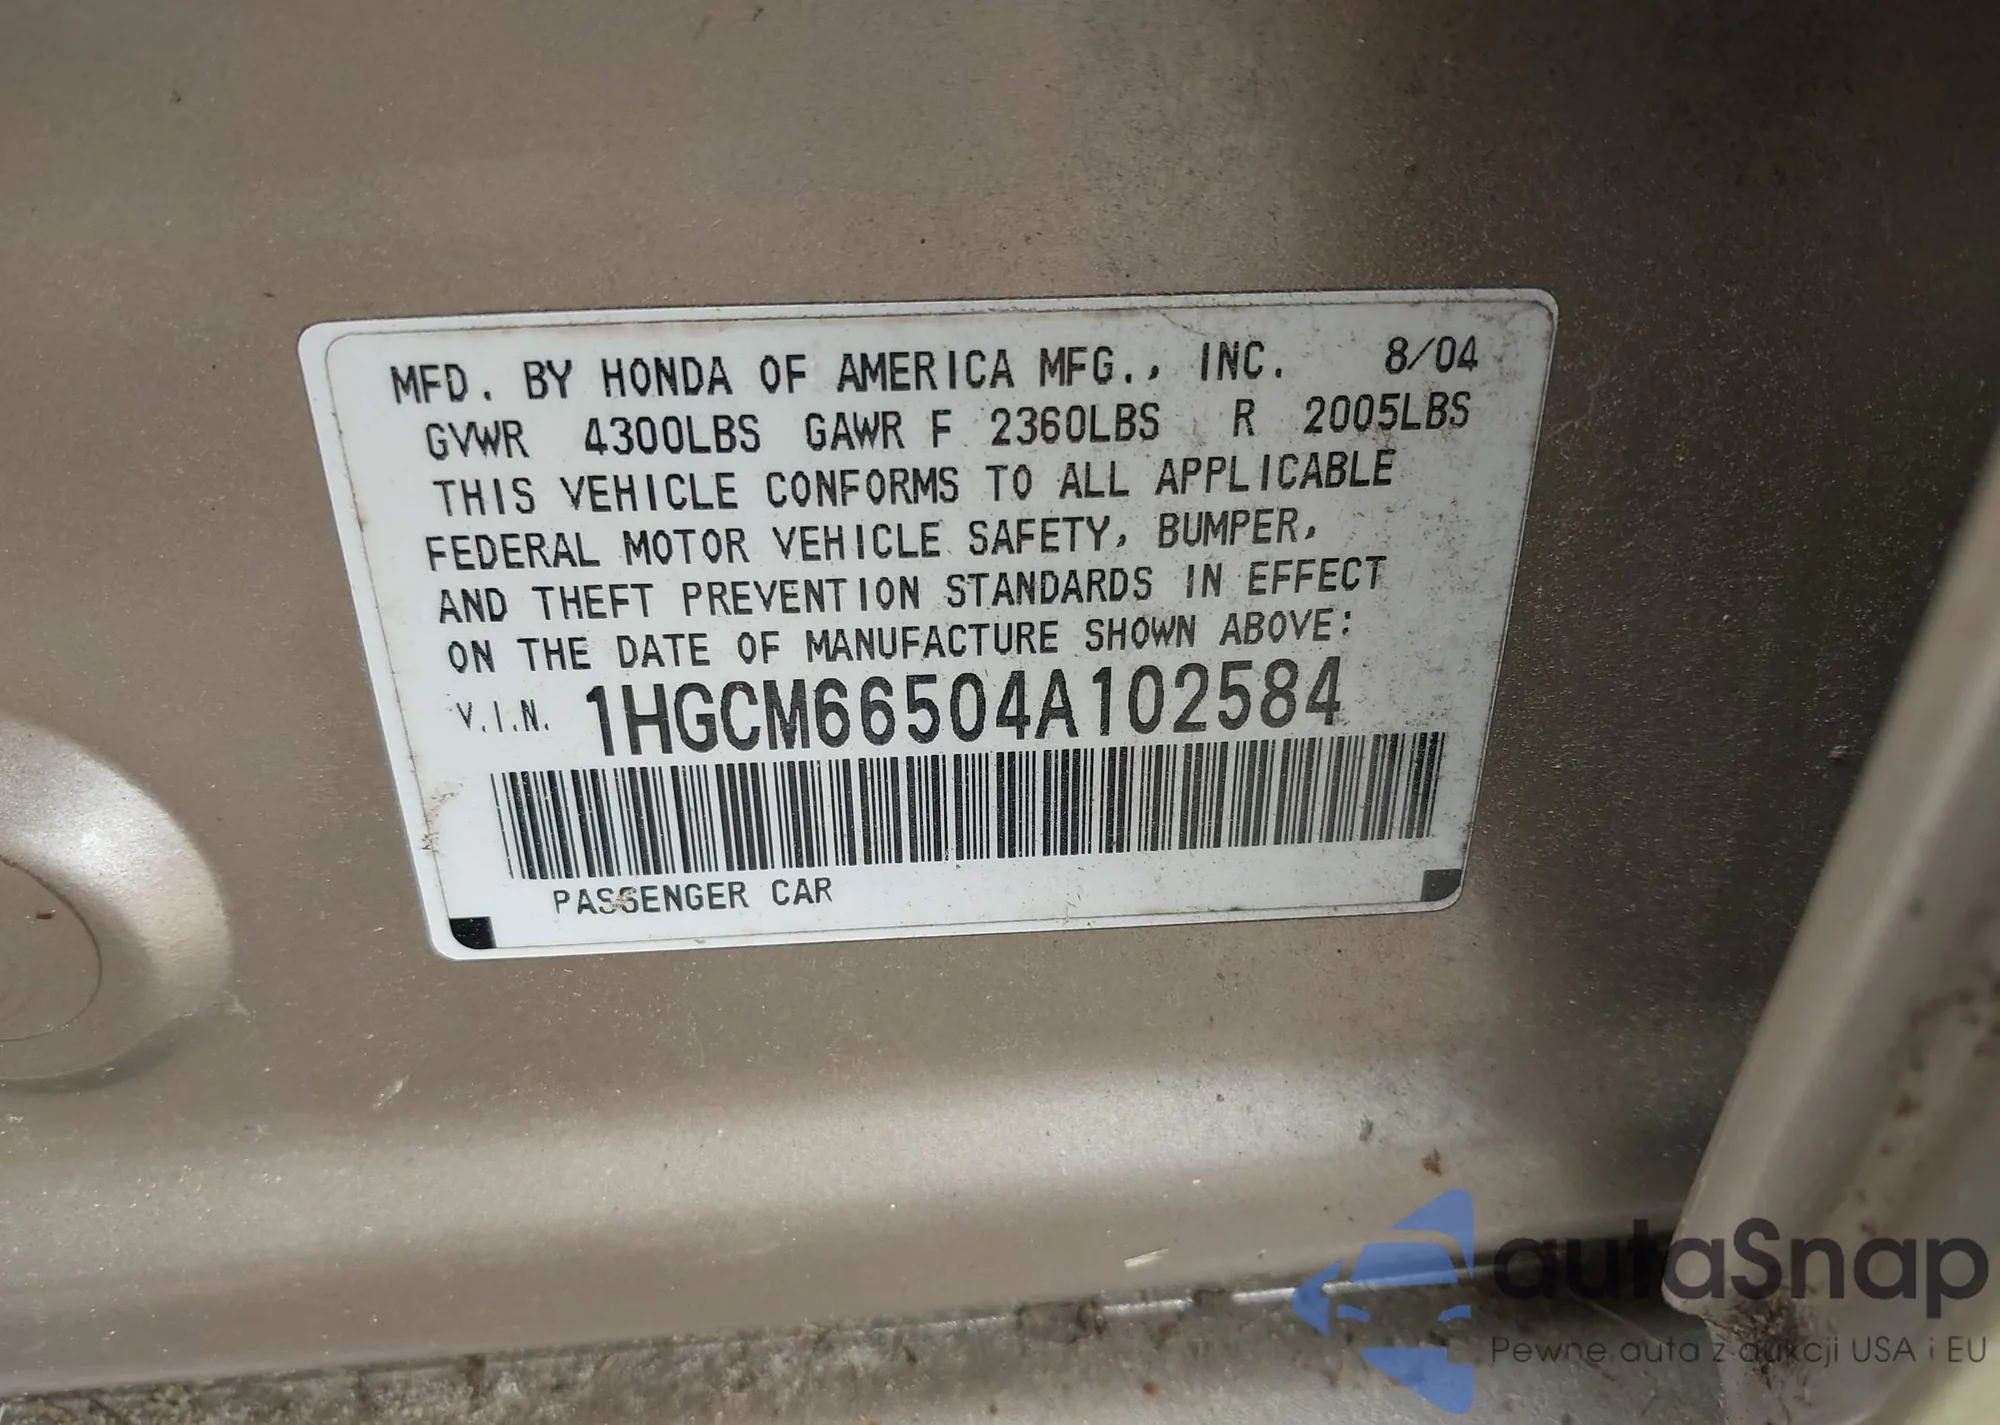 MFD. BY HONDA OF AMERICA MFG., INC. 8/04
GVWR 4300LBS GAWR F 2360LBS R 2005LBS
THIS VEHICLE CONFORMS TO ALL APPLICABLE
FEDERAL MOTOR VEHICLE SAFETY, BUMPER,
AND THEFT PREVENTION STANDARDS IN EFFECT
ON THE DATE OF MANUFACTURE SHOWN ABOVE:
V.I.N. 1HGCM66504A102584
PASSENGER CAR
autaSnap
Pewne auta z aukcji USA i EU